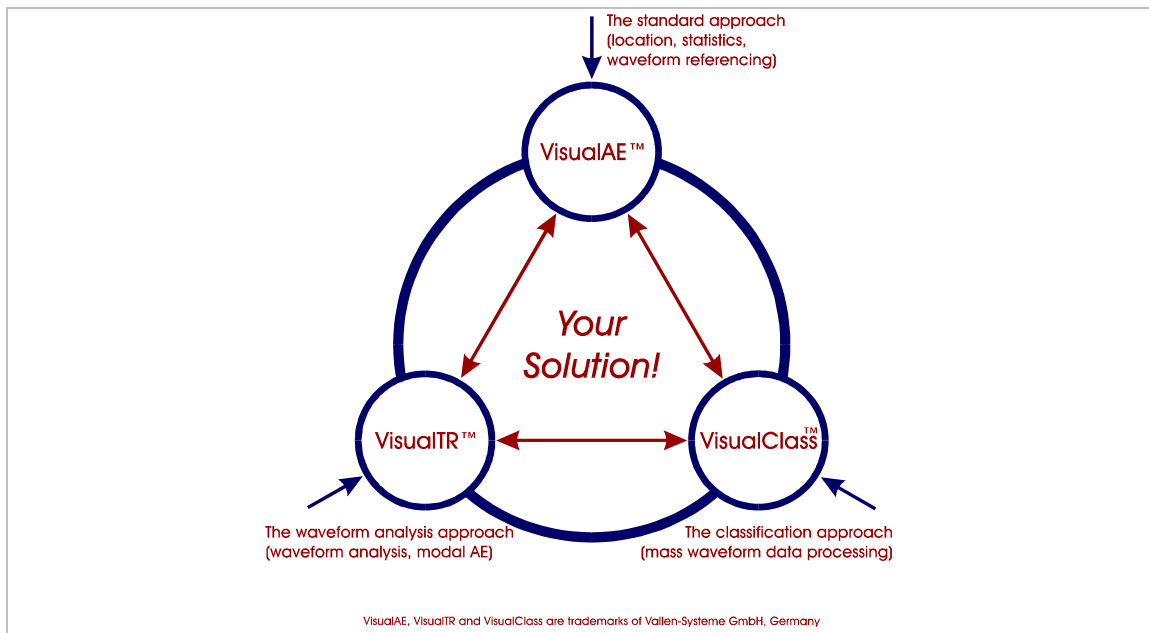 The standard approach
(location, statistics,
waveform referencing)
VisualAE™
Your
Solution!
VisualTR™
VisualClass™
The waveform analysis approach
(waveform analysis, modal AE)
The classification approach
(mass waveform data processing)
VisualAE, VisualTR and VisualClass are trademarks of Vallen-Systeme GmbH, Germany